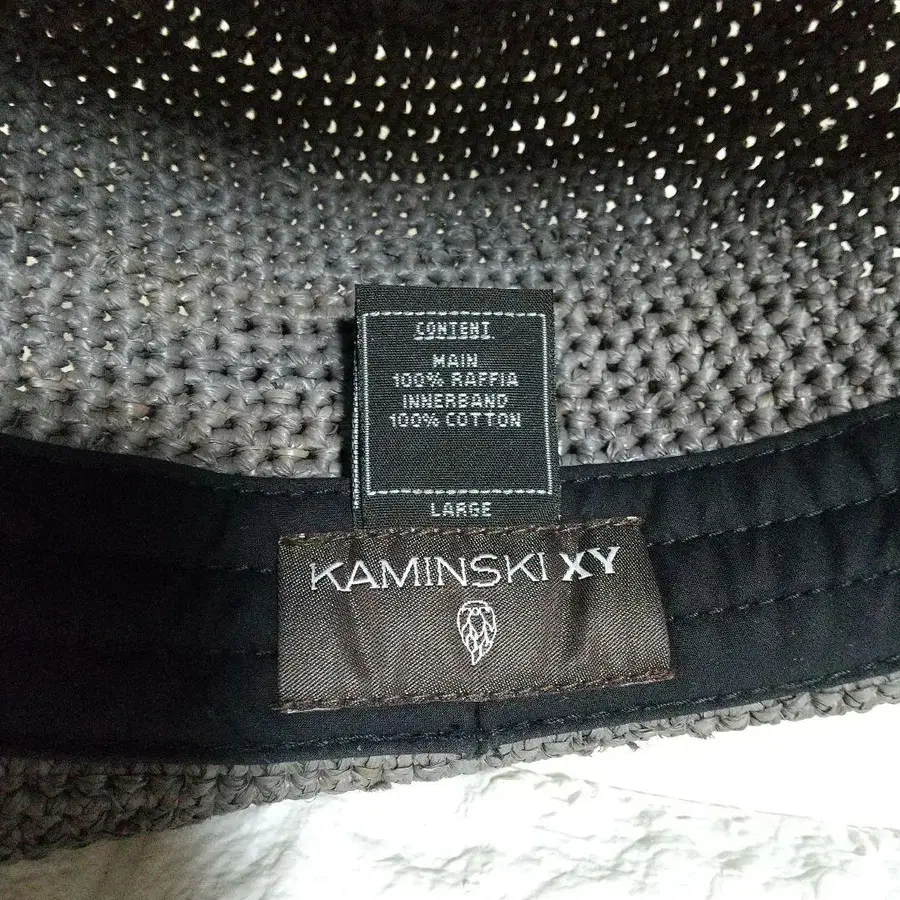 CONTENT
MAIN
100% RAFFIA
INNERBAND
100% COTTON
LARGE
KAMINSKI XY